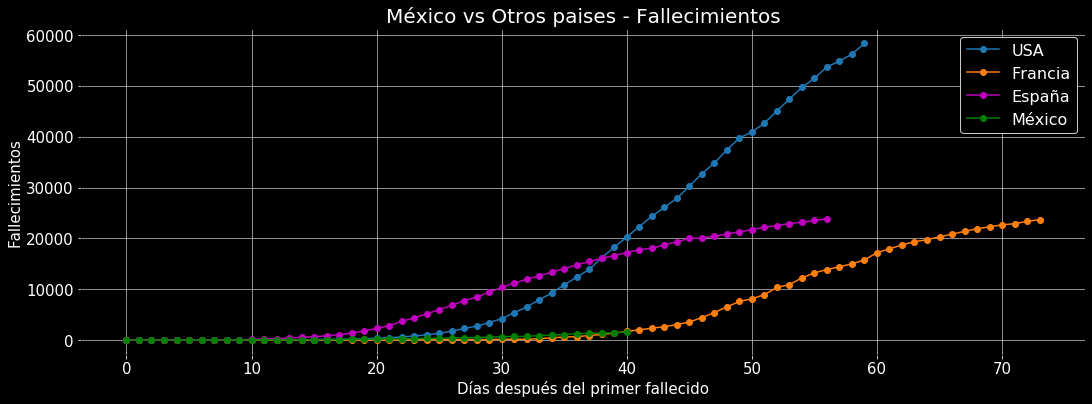 México vs Otros paises - Fallecimientos
60000
50000
40000
30000
20000
10000
0
Fallecimientos
0 10 20 30 40 50 60 70
Días después del primer fallecido
USA
Francia
España
México